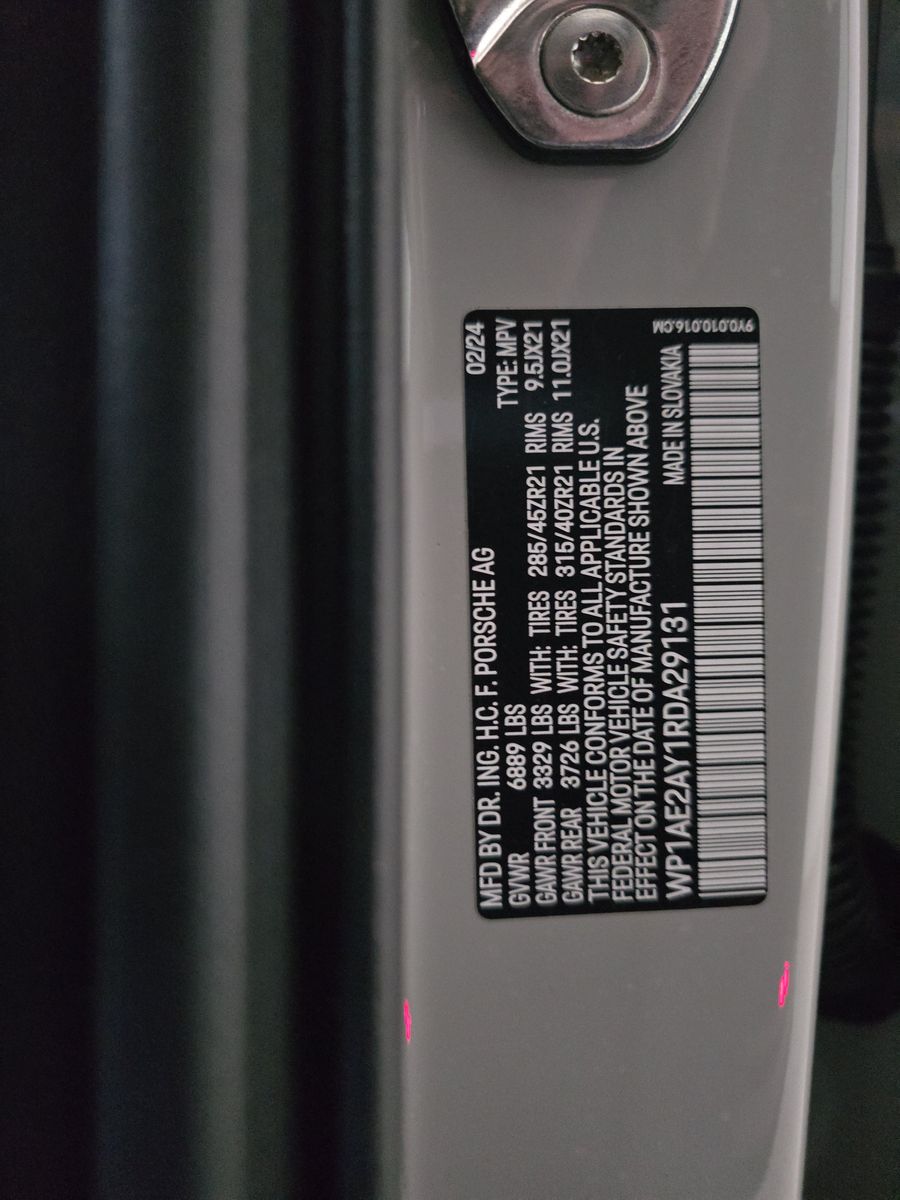 MFD BY DR. ING. H.C. F. PORSCHE AG 02/24
GVWR 6889 LBS TYPE: MPV
GAWR FRONT 3329 LBS WITH: TIRES 285/45ZR21 RIMS 9.5JX21
GAWR REAR 3726 LBS WITH: TIRES 315/40ZR21 RIMS 11.0JX21
THIS VEHICLE CONFORMS TO ALL APPLICABLE U.S.
FEDERAL MOTOR VEHICLE SAFETY STANDARDS IN
EFFECT ON THE DATE OF MANUFACTURE SHOWN ABOVE
WP1AE2AY1RDA29131 MADE IN SLOVAKIA
9Y0.010.016.CM